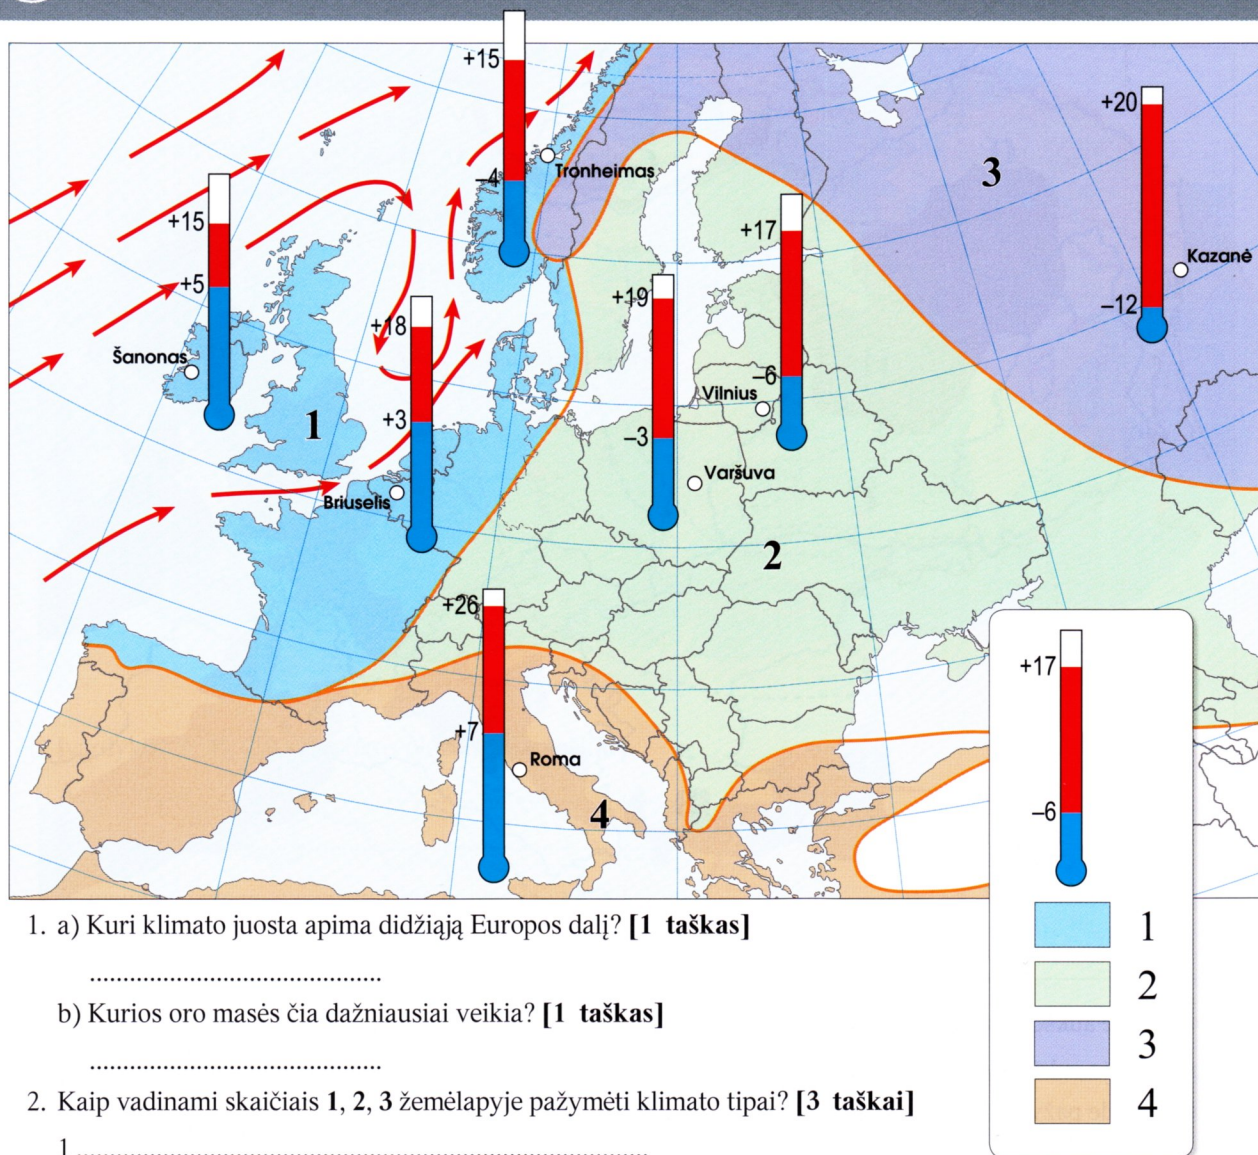 +15
–4
Tronheimas
+20
–12
3
Kazanė
+15
+5
Šanonas
+17
–6
Vilnius
+19
–3
Varšuva
+18
+3
1
Briuselis
2
+26
+7
Roma
4
+17
–6
1
2
3
4
1. a) Kuri klimato juosta apima didžiąją Europos dalį? [1 taškas]
............................................
b) Kurios oro masės čia dažniausiai veikia? [1 taškas]
............................................
2. Kaip vadinami skaičiais 1, 2, 3 žemėlapyje pažymėti klimato tipai? [3 taškai]
1 ........................................................................................